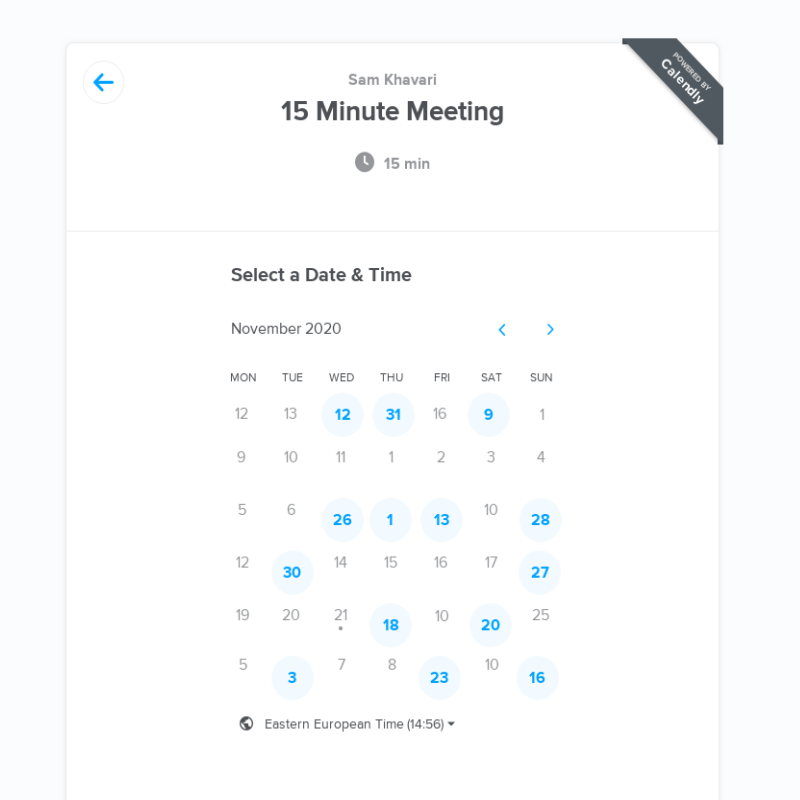 POWERED BY
Calendly
Sam Khavari
15 Minute Meeting
15 min
Select a Date & Time
November 2020
MON TUE WED THU FRI SAT SUN
12 13 12 31 16 9 1
9 10 11 1 2 3 4
5 6 26 1 13 10 28
12 30 14 15 16 17 27
19 20 21 18 10 20 25
5 3 7 8 23 10 16
Eastern European Time (14:56)